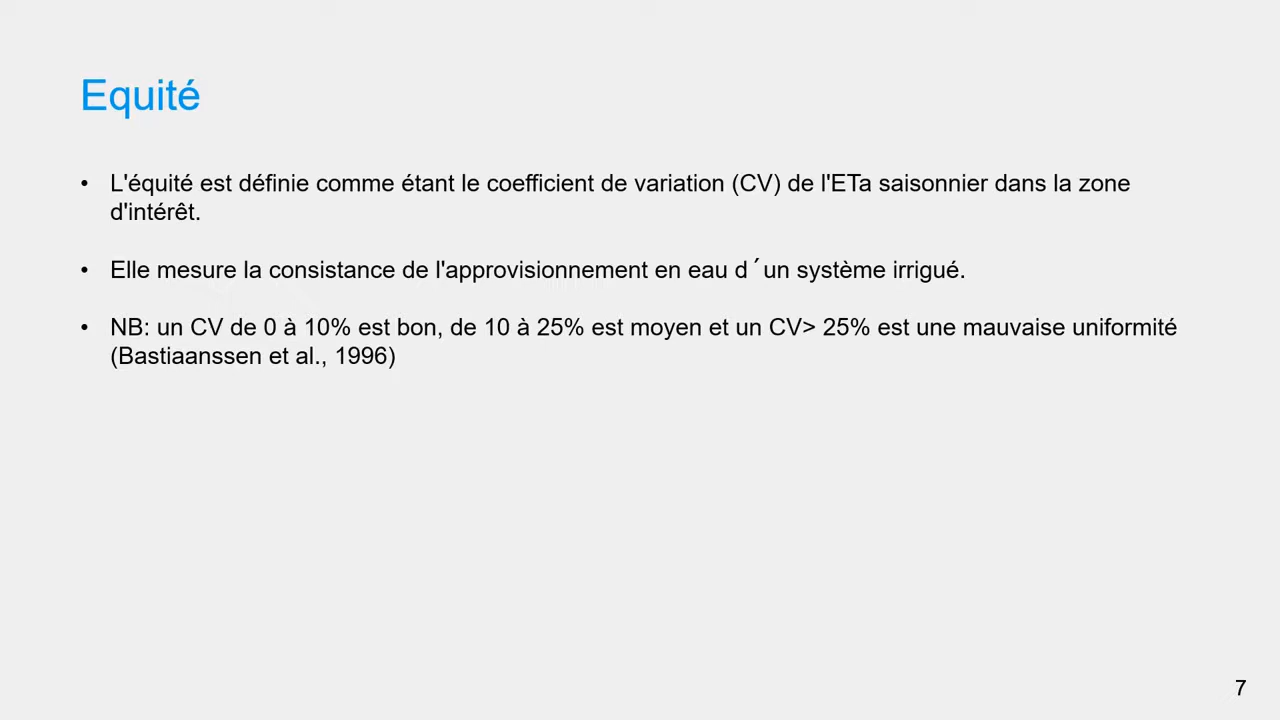 Equité
• L'équité est définie comme étant le coefficient de variation (CV) de l'ETa saisonnier dans la zone
d'intérêt.
• Elle mesure la consistance de l'approvisionnement en eau d´un système irrigué.
• NB: un CV de 0 à 10% est bon, de 10 à 25% est moyen et un CV> 25% est une mauvaise uniformité
(Bastiaanssen et al., 1996)
7